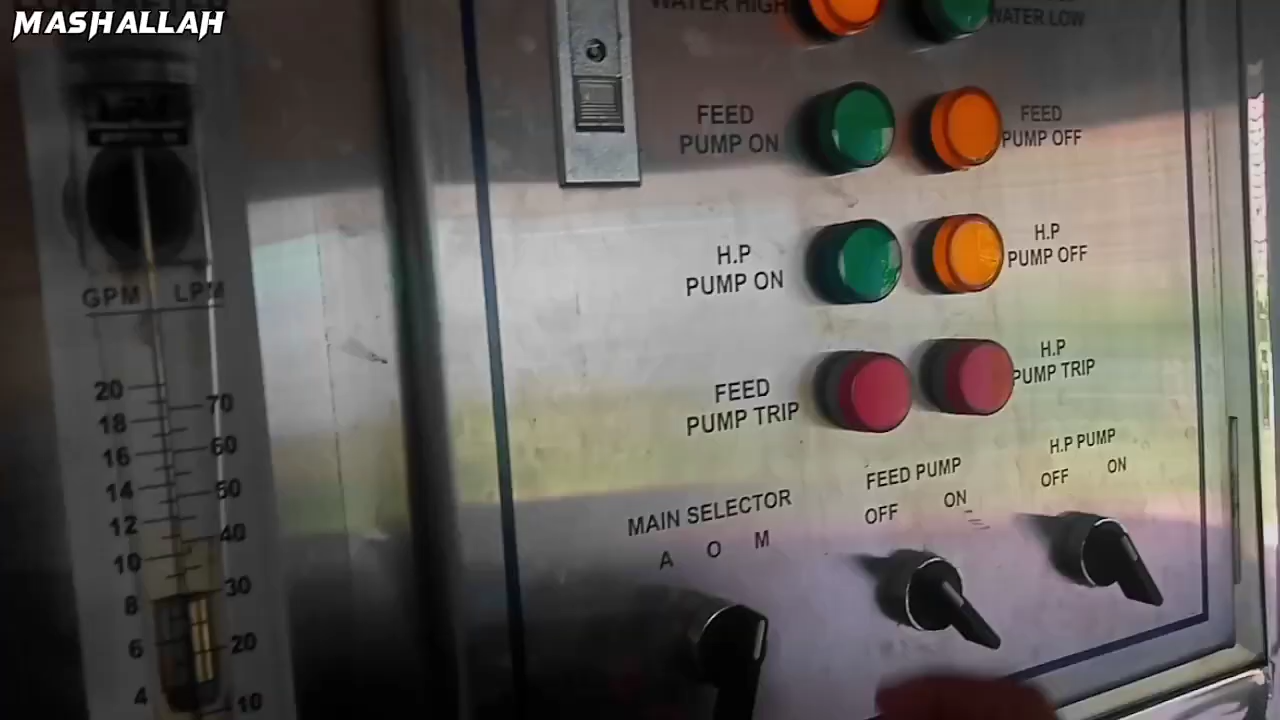 MASHALLAH
WATER HIGH
WATER LOW
FEED
PUMP ON
FEED
PUMP OFF
H.P
PUMP ON
H.P
PUMP OFF
FEED
PUMP TRIP
H.P
PUMP TRIP
MAIN SELECTOR
A O M
FEED PUMP
OFF ON
H.P PUMP
OFF ON
GPM LPM
20
70
18
60
16
14
50
12
40
10
30
8
6
20
4
10